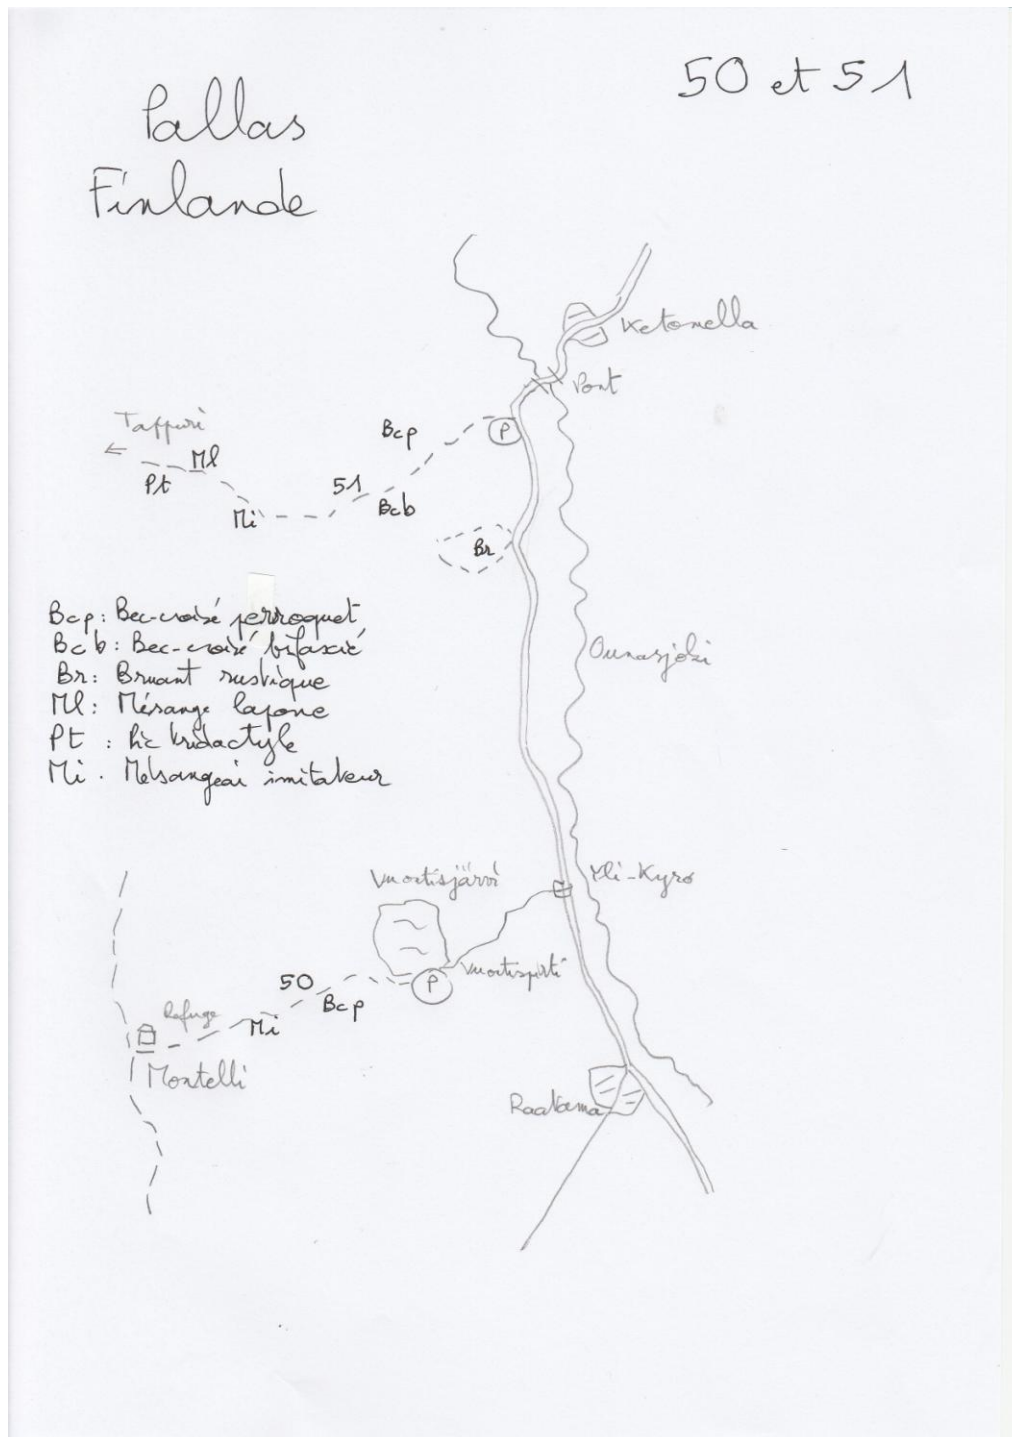 50 et 51
Pallas
Finlande
Ketomella
Pont
Tappuri
Bcp
P
Ml
Pt
51
Bcb
Mi
Br
Bcp : Bec-croisé perroquet
Bcb : Bec-croisé bifascié
Br : Bruant rustique
Ml : Mésange lapone
Pt : Pic tridactyle
Mi . Mésangeai imitateur
Ounasjoki
Vuontisjärvi
Yli-Kyrö
Vuontispirtti
50
P
Bcp
Refuge
Mi
Montelli
Raattama